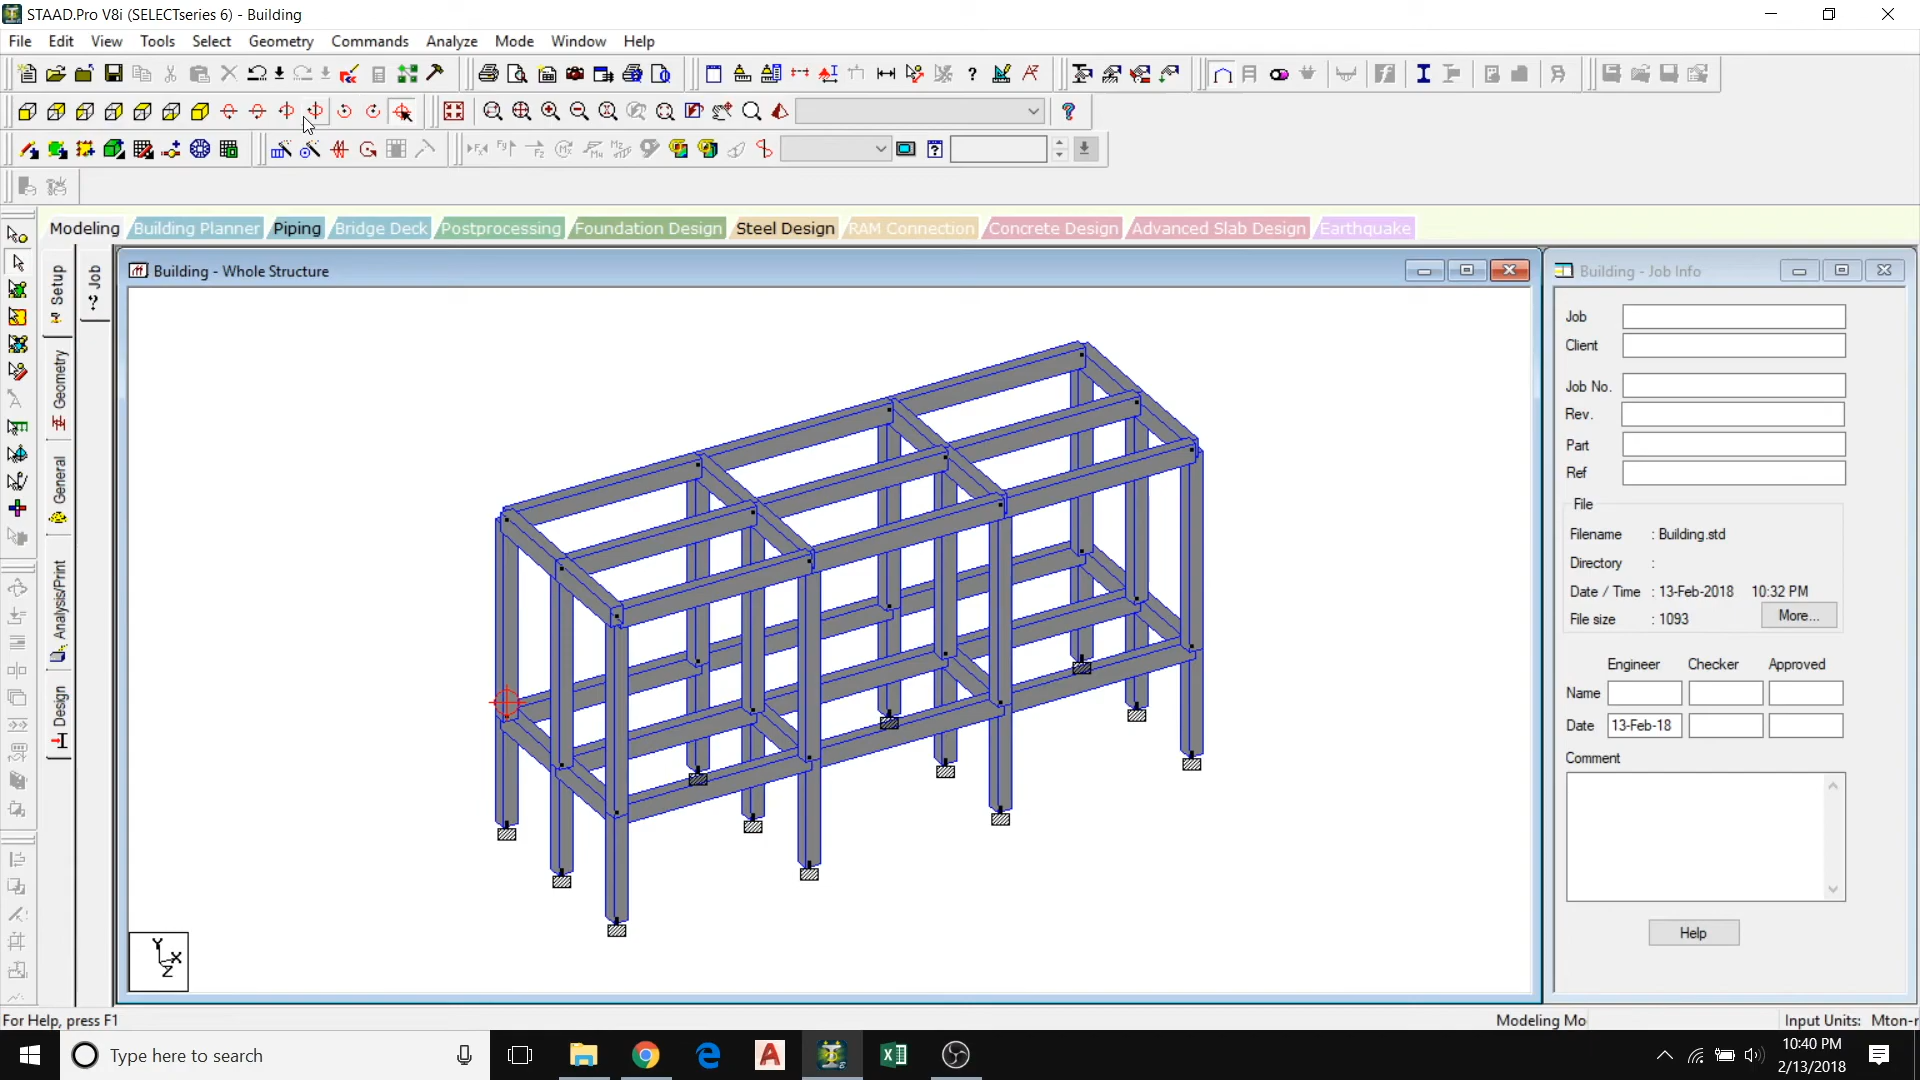 STAAD.Pro V8i (SELECTseries 6) - Building
File Edit View Tools Select Geometry Commands Analyze Mode Window Help
Modeling Building Planner Piping Bridge Deck Postprocessing Foundation Design Steel Design RAM Connection Concrete Design Advanced Slab Design Earthquake
Setup
Geometry
General
Analysis/Print
Design
Job
Building - Whole Structure
Y
X
Z
Building - Job Info
Job
Client
Job No.
Rev.
Part
Ref
File
Filename : Building.std
Directory :
Date / Time : 13-Feb-2018 10:32 PM
File size : 1093
More...
Engineer Checker Approved
Name
Date 13-Feb-18
Comment
Help
For Help, press F1
Modeling Mo
Input Units: Mton-r
Type here to search
10:40 PM
2/13/2018